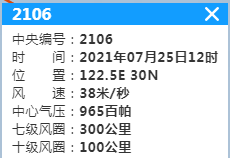 2106
中央编号：2106
时　　间：2021年07月25日12时
位　　置：122.5E 30N
风　　速：38米/秒
中心气压：965百帕
七级风圈：300公里
十级风圈：100公里